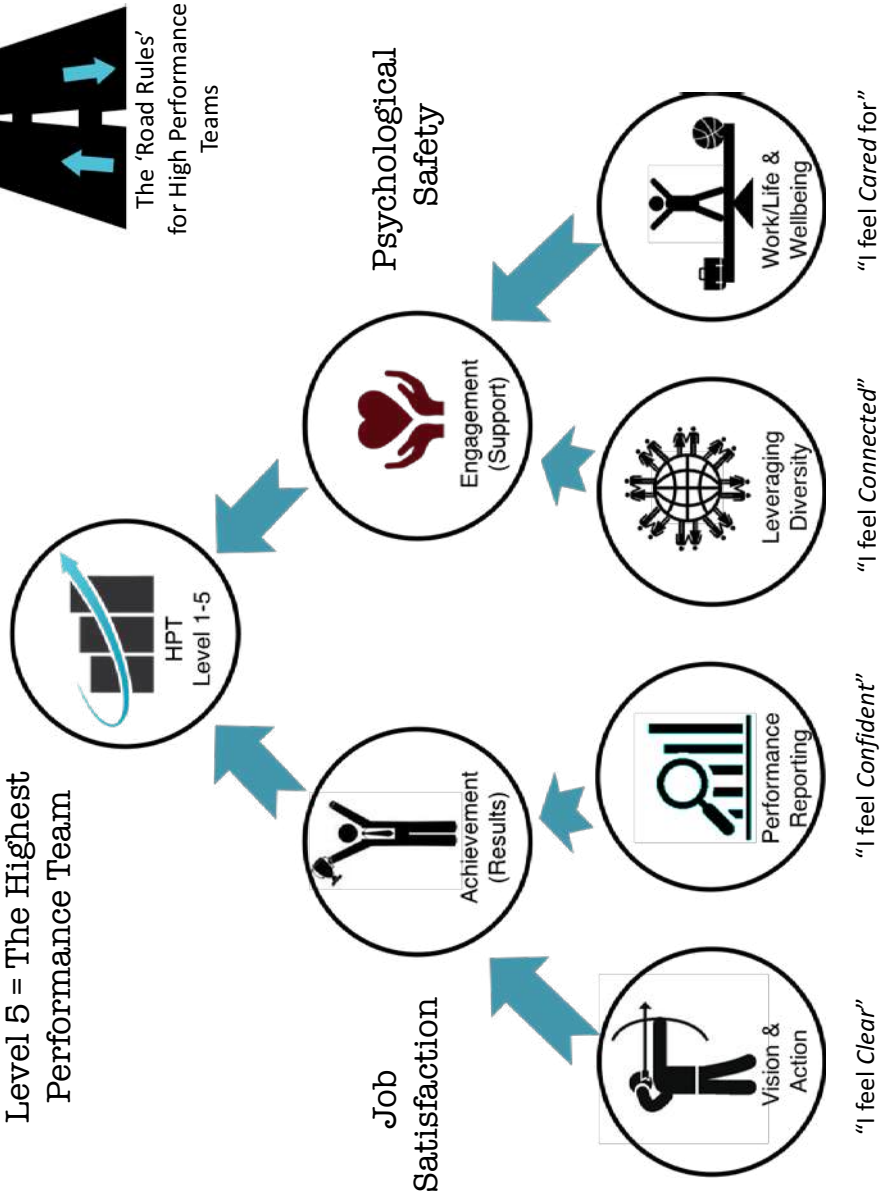 Level 5 = The Highest
Performance Team
The ‘Road Rules’
for High Performance
Teams
HPT
Level 1-5
Job
Satisfaction
Achievement
(Results)
Engagement
(Support)
Psychological
Safety
Vision &
Action
Performance
Reporting
Leveraging
Diversity
Work/Life &
Wellbeing
“I feel Clear”
“I feel Confident”
“I feel Connected”
“I feel Cared for”